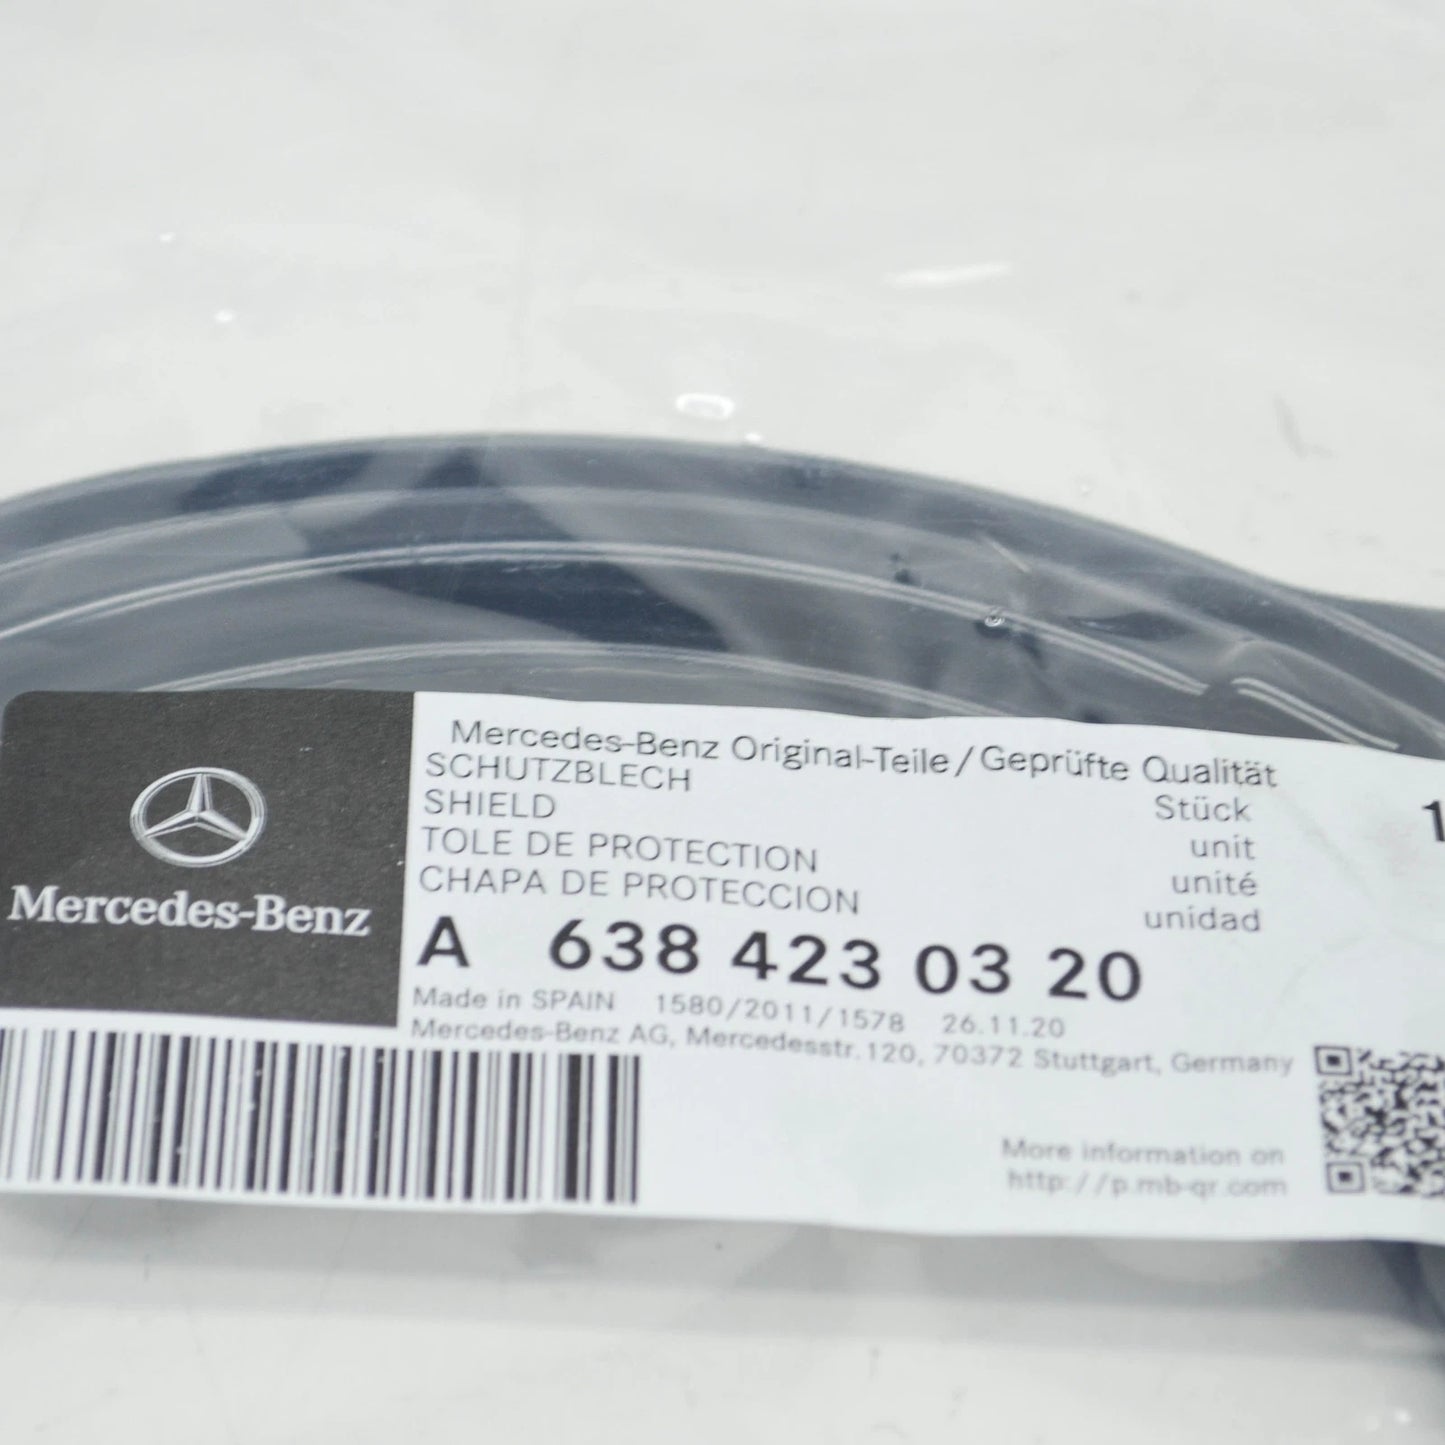 Mercedes-Benz
Mercedes-Benz Original-Teile / Geprüfte Qualität
SCHUTZBLECH Stück 1
SHIELD unit
TOLE DE PROTECTION unité
CHAPA DE PROTECCION unidad
A 638 423 03 20
Made in SPAIN 1580/2011/1578 26.11.20
Mercedes-Benz AG, Mercedesstr. 120, 70372 Stuttgart, Germany
More information on
http://p.mb-qr.com